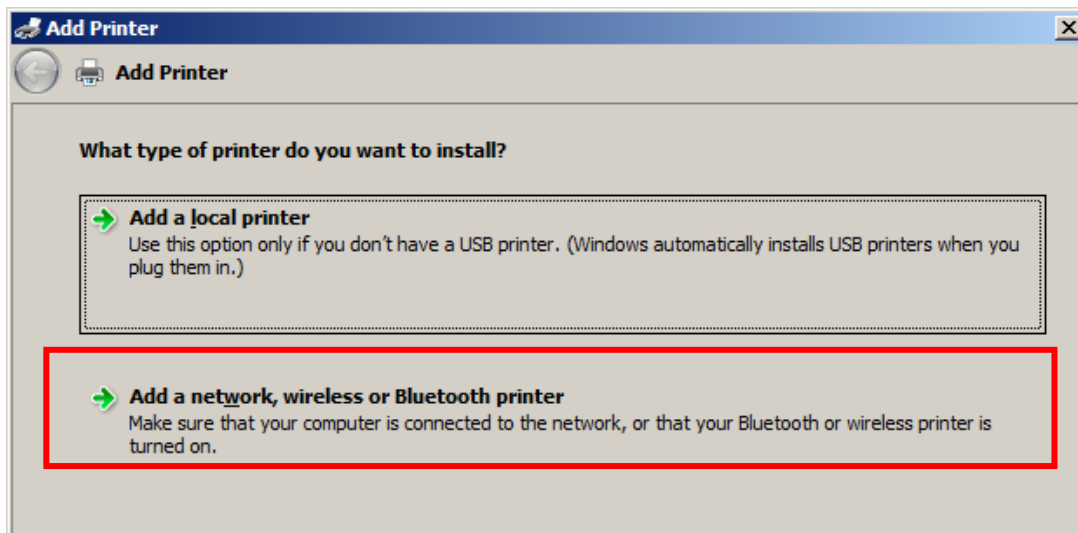 Add Printer
Add Printer
What type of printer do you want to install?
Add a local printer
Use this option only if you don't have a USB printer. (Windows automatically installs USB printers when you
plug them in.)
Add a network, wireless or Bluetooth printer
Make sure that your computer is connected to the network, or that your Bluetooth or wireless printer is
turned on.